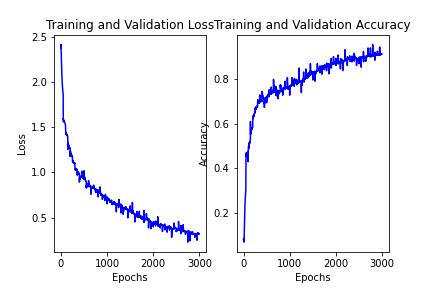 Training and Validation Loss
2.5
2.0
1.5
1.0
0.5
Loss
0
1000
2000
3000
Epochs
Training and Validation Accuracy
0.8
0.6
0.4
0.2
Accuracy
0
1000
2000
3000
Epochs